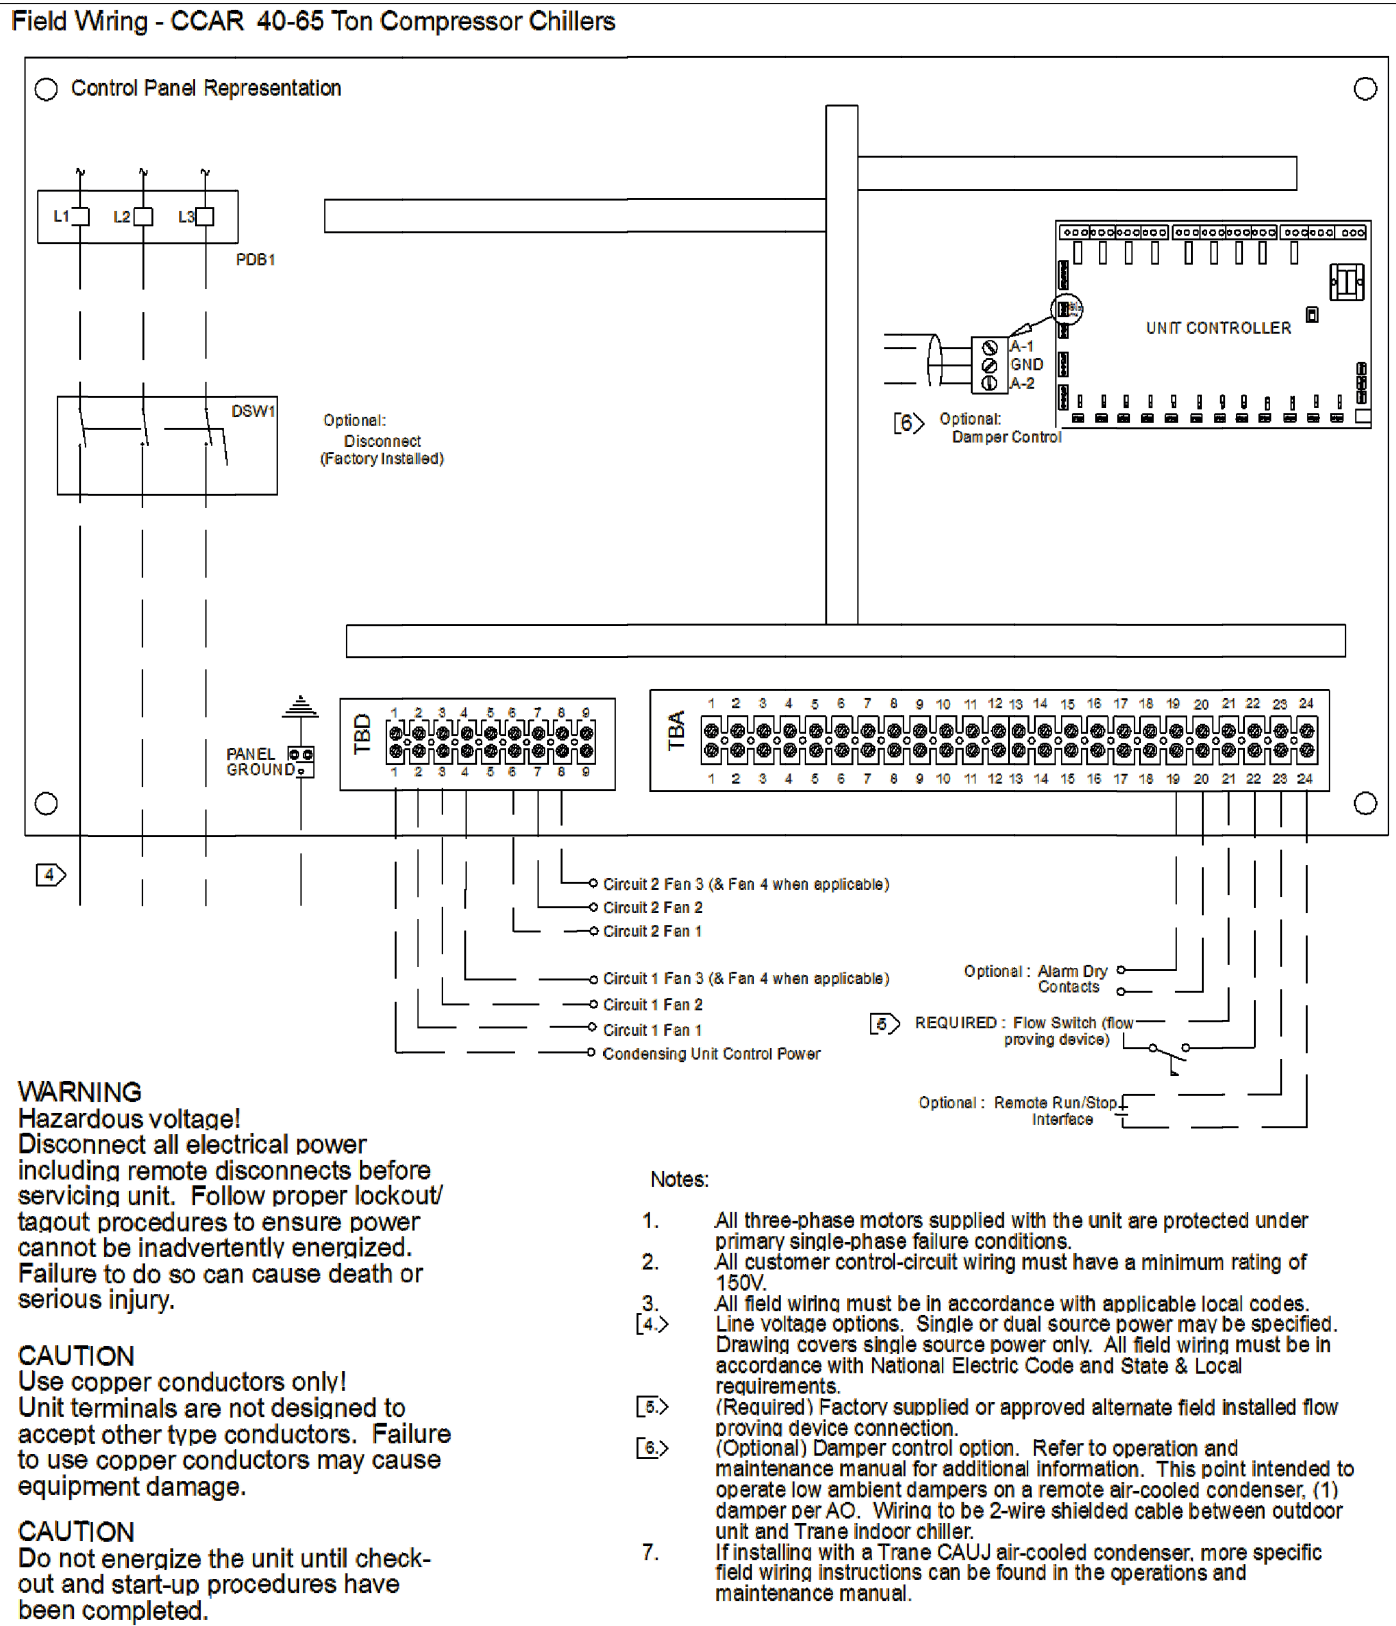 Field Wiring - CCAR 40-65 Ton Compressor Chillers
Control Panel Representation
L1 L2 L3
PDB1
UNIT CONTROLLER
A-1
GND
A-2
DSW1
Optional:
Disconnect
(Factory Installed)
6 Optional:
Damper Control
TBD
1 2 3 4 5 6 7 8 9
1 2 3 4 5 6 7 8 9
TBA
1 2 3 4 5 6 7 8 9 10 11 12 13 14 15 16 17 18 19 20 21 22 23 24
1 2 3 4 5 6 7 8 9 10 11 12 13 14 15 16 17 18 19 20 21 22 23 24
PANEL
GROUND
4
Circuit 2 Fan 3 (& Fan 4 when applicable)
Circuit 2 Fan 2
Circuit 2 Fan 1
Circuit 1 Fan 3 (& Fan 4 when applicable)
Circuit 1 Fan 2
Circuit 1 Fan 1
Condensing Unit Control Power
Optional : Alarm Dry
Contacts
5 REQUIRED : Flow Switch (flow
proving device)
Optional : Remote Run/Stop
Interface
WARNING
Hazardous voltage!
Disconnect all electrical power
including remote disconnects before
servicing unit. Follow proper lockout/
tagout procedures to ensure power
cannot be inadvertently energized.
Failure to do so can cause death or
serious injury.
CAUTION
Use copper conductors only!
Unit terminals are not designed to
accept other type conductors. Failure
to use copper conductors may cause
equipment damage.
CAUTION
Do not energize the unit until check-
out and start-up procedures have
been completed.
Notes:
1. All three-phase motors supplied with the unit are protected under
primary single-phase failure conditions.
2. All customer control-circuit wiring must have a minimum rating of
150V.
3. All field wiring must be in accordance with applicable local codes.
4. Line voltage options. Single or dual source power may be specified.
Drawing covers single source power only. All field wiring must be in
accordance with National Electric Code and State & Local
requirements.
5. (Required) Factory supplied or approved alternate field installed flow
proving device connection.
6. (Optional) Damper control option. Refer to operation and
maintenance manual for additional information. This point intended to
operate low ambient dampers on a remote air-cooled condenser, (1)
damper per AO. Wiring to be 2-wire shielded cable between outdoor
unit and Trane indoor chiller.
7. If installing with a Trane CAUJ air-cooled condenser, more specific
field wiring instructions can be found in the operations and
maintenance manual.